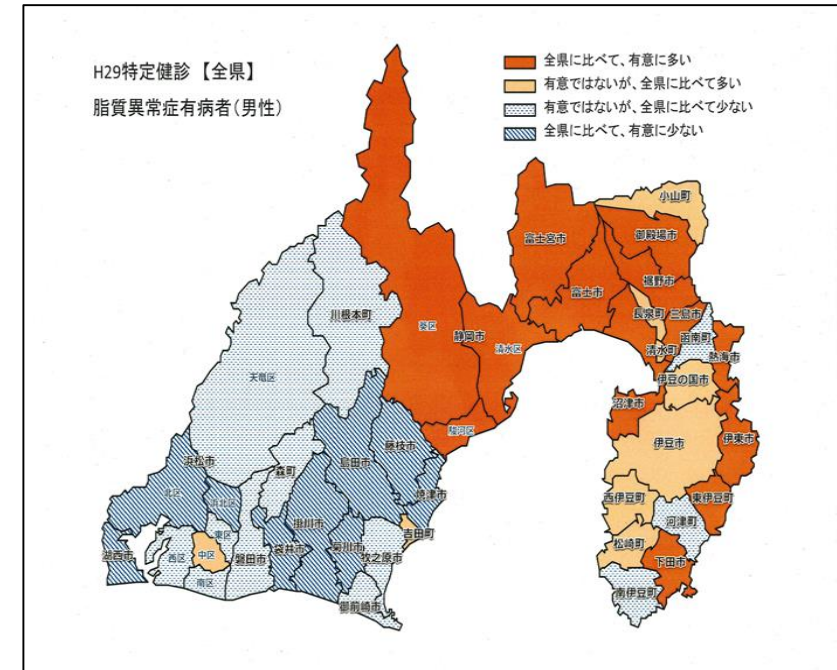 H29特定健診 【全県】
脂質異常症有病者(男性)
全県に比べて、有意に多い
有意ではないが、全県に比べて多い
有意ではないが、全県に比べて少ない
全県に比べて、有意に少ない
小山町
富士宮市
御殿場市
裾野市
富士市
長泉町
三島市
函南町
清水町
熱海市
伊豆の国市
沼津市
伊豆市
伊東市
西伊豆町
東伊豆町
河津町
松崎町
下田市
南伊豆町
川根本町
葵区
静岡市
清水区
駿河区
天竜区
藤枝市
島田市
浜松市
森町
焼津市
北区
浜北区
掛川市
吉田町
東区
湖西市
西区
中区
磐田市
袋井市
菊川市
牧之原市
南区
御前崎市